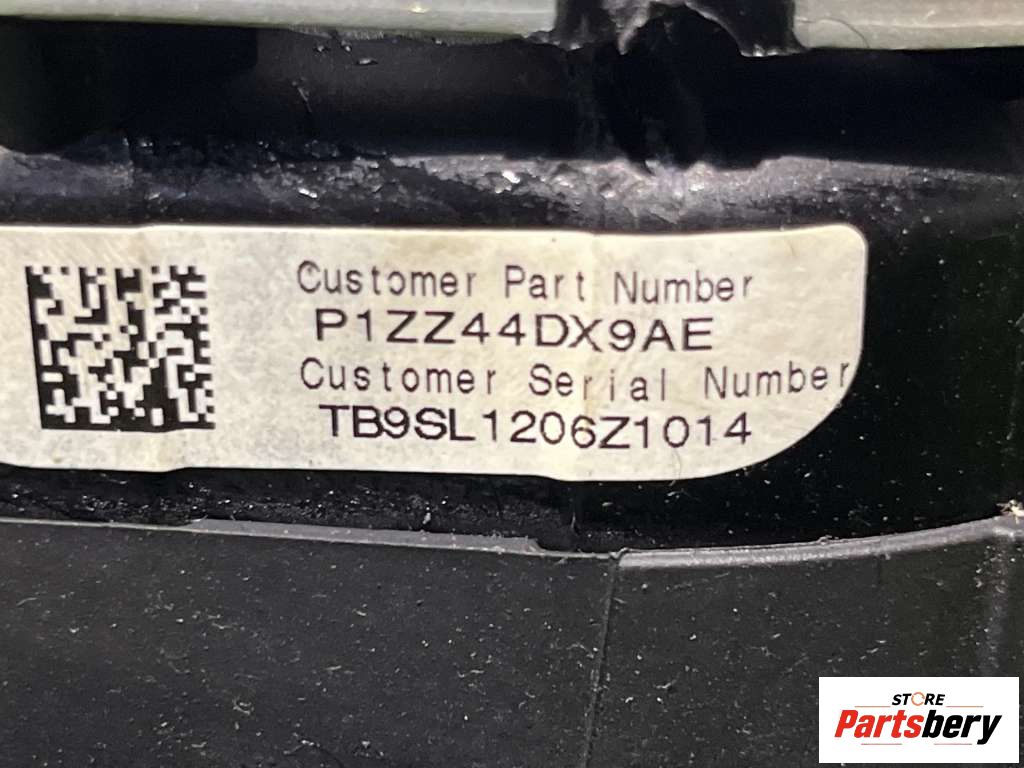 Customer Part Number
P1ZZ44DX9AE
Customer Serial Number
TB9SL1206Z1014
STORE
Partsbery